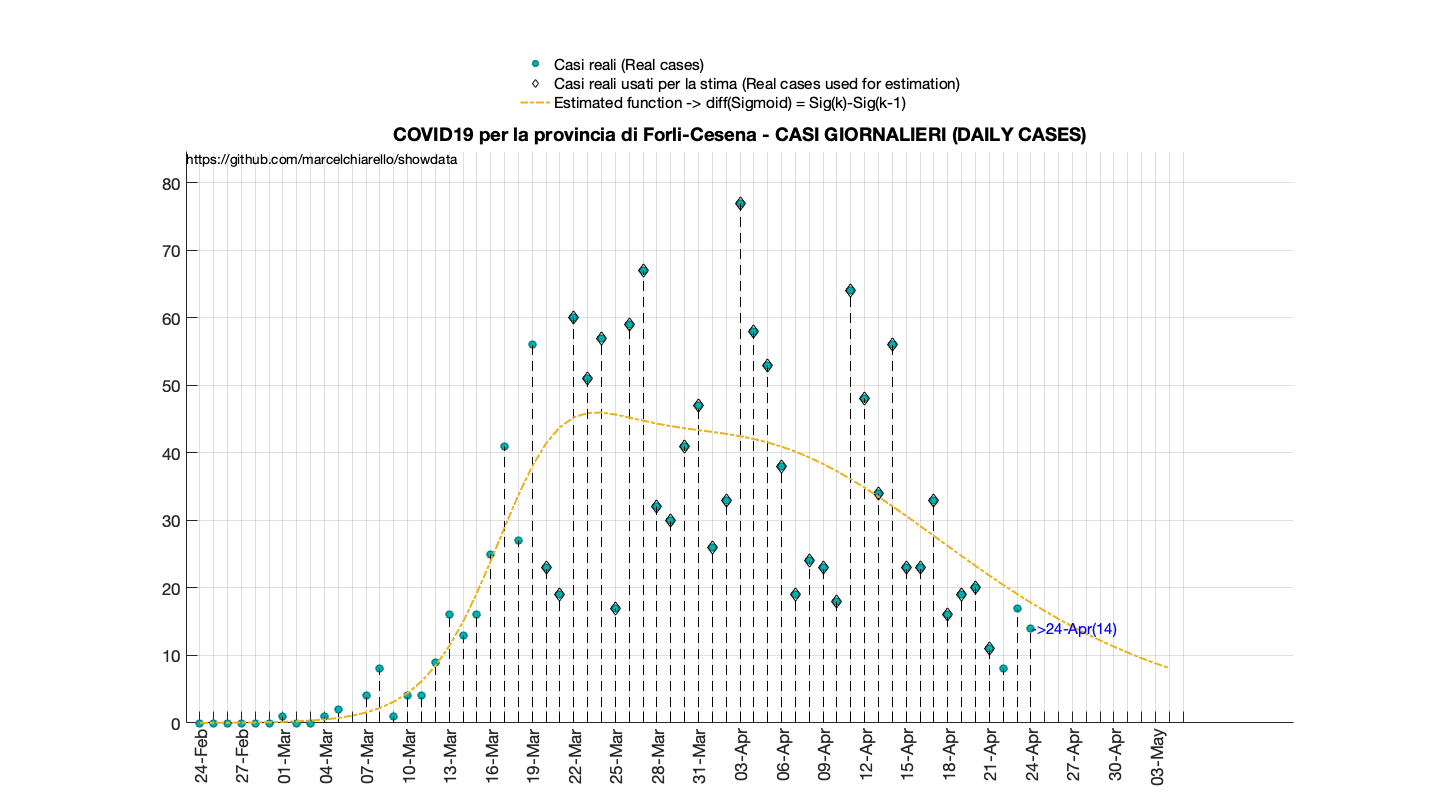 Casi reali (Real cases)
Casi reali usati per la stima (Real cases used for estimation)
Estimated function -> diff(Sigmoid) = Sig(k)-Sig(k-1)
COVID19 per la provincia di Forlì-Cesena - CASI GIORNALIERI (DAILY CASES)
https://github.com/marcelchiarello/showdata
80
70
60
50
40
30
20
10
0
->24-Apr(14)
24-Feb
27-Feb
01-Mar
04-Mar
07-Mar
10-Mar
13-Mar
16-Mar
19-Mar
22-Mar
25-Mar
28-Mar
31-Mar
03-Apr
06-Apr
09-Apr
12-Apr
15-Apr
18-Apr
21-Apr
24-Apr
27-Apr
30-Apr
03-May